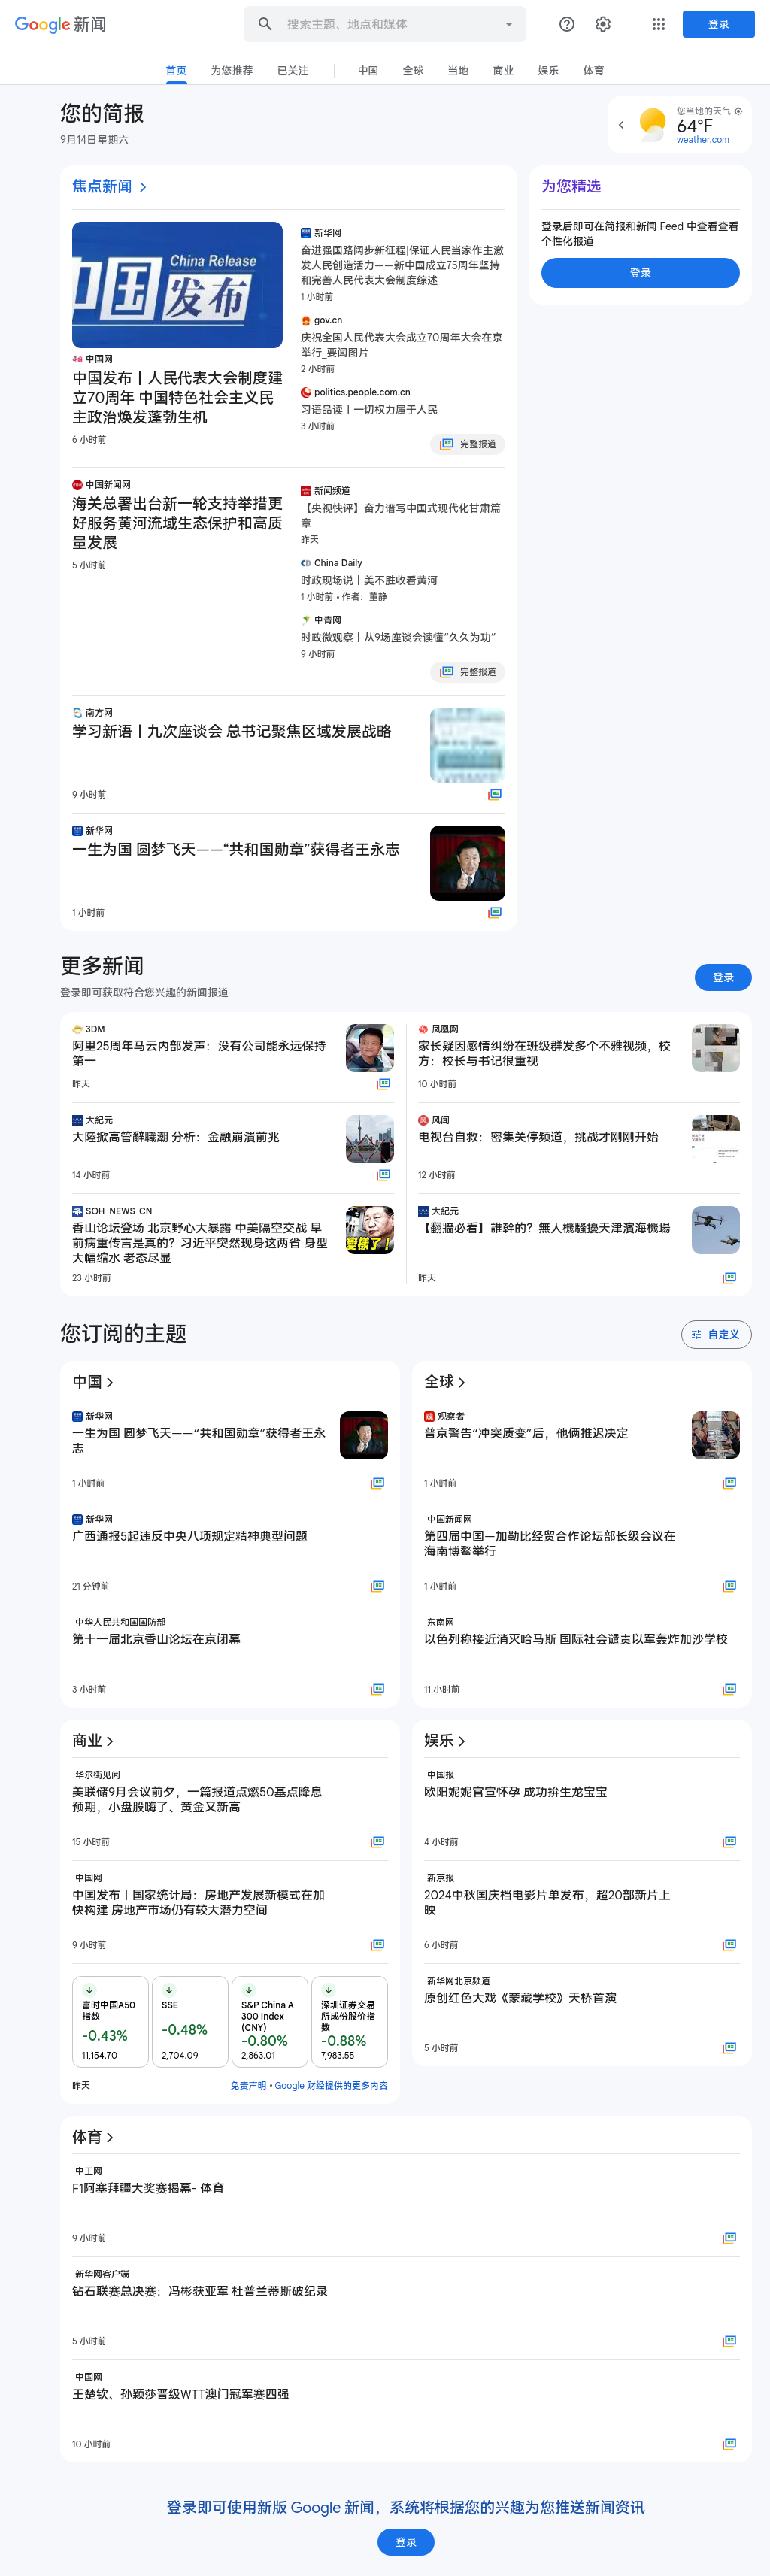 Google 新闻
搜索主题、地点和媒体
登录
首页
为您推荐
已关注
中国
全球
当地
商业
娱乐
体育
您的简报
9月14日星期六
您当地的天气
64°F
weather.com
焦点新闻
China Release
中国发布
中国网
中国发布丨人民代表大会制度建
立70周年 中国特色社会主义民
主政治焕发蓬勃生机
6 小时前
新华网
奋进强国路阔步新征程|保证人民当家作主激
发人民创造活力——新中国成立75周年坚持
和完善人民代表大会制度综述
1 小时前
gov.cn
庆祝全国人民代表大会成立70周年大会在京
举行_要闻图片
2 小时前
politics.people.com.cn
习语品读丨一切权力属于人民
3 小时前
完整报道
为您精选
登录后即可在简报和新闻 Feed 中查看查看
个性化报道
登录
中国新闻网
海关总署出台新一轮支持举措更
好服务黄河流域生态保护和高质
量发展
5 小时前
新闻频道
【央视快评】奋力谱写中国式现代化甘肃篇
章
昨天
China Daily
时政现场说丨美不胜收看黄河
1 小时前 • 作者：董静
中青网
时政微观察丨从9场座谈会读懂“久久为功”
9 小时前
完整报道
南方网
学习新语丨九次座谈会 总书记聚焦区域发展战略
9 小时前
新华网
一生为国 圆梦飞天——“共和国勋章”获得者王永志
1 小时前
更多新闻
登录即可获取符合您兴趣的新闻报道
登录
3DM
阿里25周年马云内部发声：没有公司能永远保持
第一
昨天
大紀元
大陸掀高管辭職潮 分析：金融崩潰前兆
14 小时前
SOH_NEWS_CN
香山论坛登场 北京野心大暴露 中美隔空交战 早
前病重传言是真的？习近平突然现身这两省 身型
大幅缩水 老态尽显
23 小时前
變樣了！
凤凰网
家长疑因感情纠纷在班级群发多个不雅视频，校
方：校长与书记很重视
10 小时前
风闻
电视台自救：密集关停频道，挑战才刚刚开始
12 小时前
大紀元
【翻牆必看】誰幹的？無人機騷擾天津濱海機場
昨天
您订阅的主题
自定义
中国
新华网
一生为国 圆梦飞天——“共和国勋章”获得者王永
志
1 小时前
新华网
广西通报5起违反中央八项规定精神典型问题
21 分钟前
中华人民共和国国防部
第十一届北京香山论坛在京闭幕
3 小时前
全球
观察者
普京警告“冲突质变”后，他俩推迟决定
1 小时前
中国新闻网
第四届中国—加勒比经贸合作论坛部长级会议在
海南博鳌举行
1 小时前
东南网
以色列称接近消灭哈马斯 国际社会谴责以军轰炸加沙学校
11 小时前
商业
华尔街见闻
美联储9月会议前夕，一篇报道点燃50基点降息
预期，小盘股嗨了、黄金又新高
15 小时前
中国网
中国发布丨国家统计局：房地产发展新模式在加
快构建 房地产市场仍有较大潜力空间
9 小时前
富时中国A50
指数
-0.43%
11,154.70
SSE
-0.48%
2,704.09
S&P China A
300 Index
(CNY)
-0.80%
2,863.01
深圳证券交易
所成份股价指
数
-0.88%
7,983.55
昨天
免责声明 • Google 财经提供的更多内容
娱乐
中国报
欧阳妮妮官宣怀孕 成功拚生龙宝宝
4 小时前
新京报
2024中秋国庆档电影片单发布，超20部新片上
映
6 小时前
新华网北京频道
原创红色大戏《蒙藏学校》天桥首演
5 小时前
体育
中工网
F1阿塞拜疆大奖赛揭幕- 体育
9 小时前
新华网客户端
钻石联赛总决赛：冯彬获亚军 杜普兰蒂斯破纪录
5 小时前
中国网
王楚钦、孙颖莎晋级WTT澳门冠军赛四强
10 小时前
登录即可使用新版 Google 新闻，系统将根据您的兴趣为您推送新闻资讯
登录